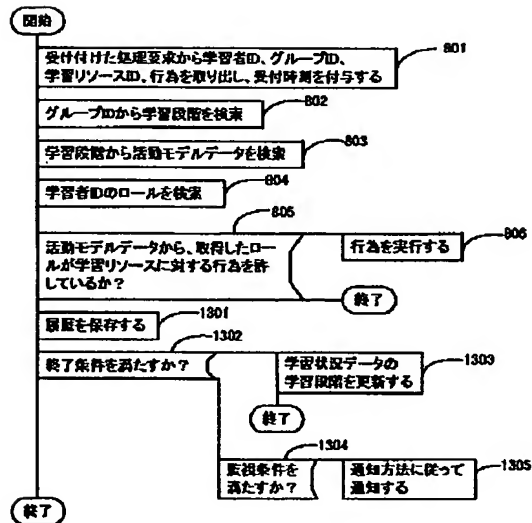 開始
受け付けた処理要求から学習者ID、グループID、
学習リソースID、行為を取り出し、受付時刻を付与する
801
グループIDから学習段階を検索
802
学習段階から活動モデルデータを検索
803
学習者IDのロールを検索
804
805
活動モデルデータから、取得したロー
ルが学習リソースに対する行為を許
しているか?
行為を実行する
806
終了
履歴を保存する
1301
1302
終了条件を満たすか?
学習状況データの
学習段階を更新する
1303
終了
1304
監視条件を
満たすか?
通知方法に従って
通知する
1305
終了